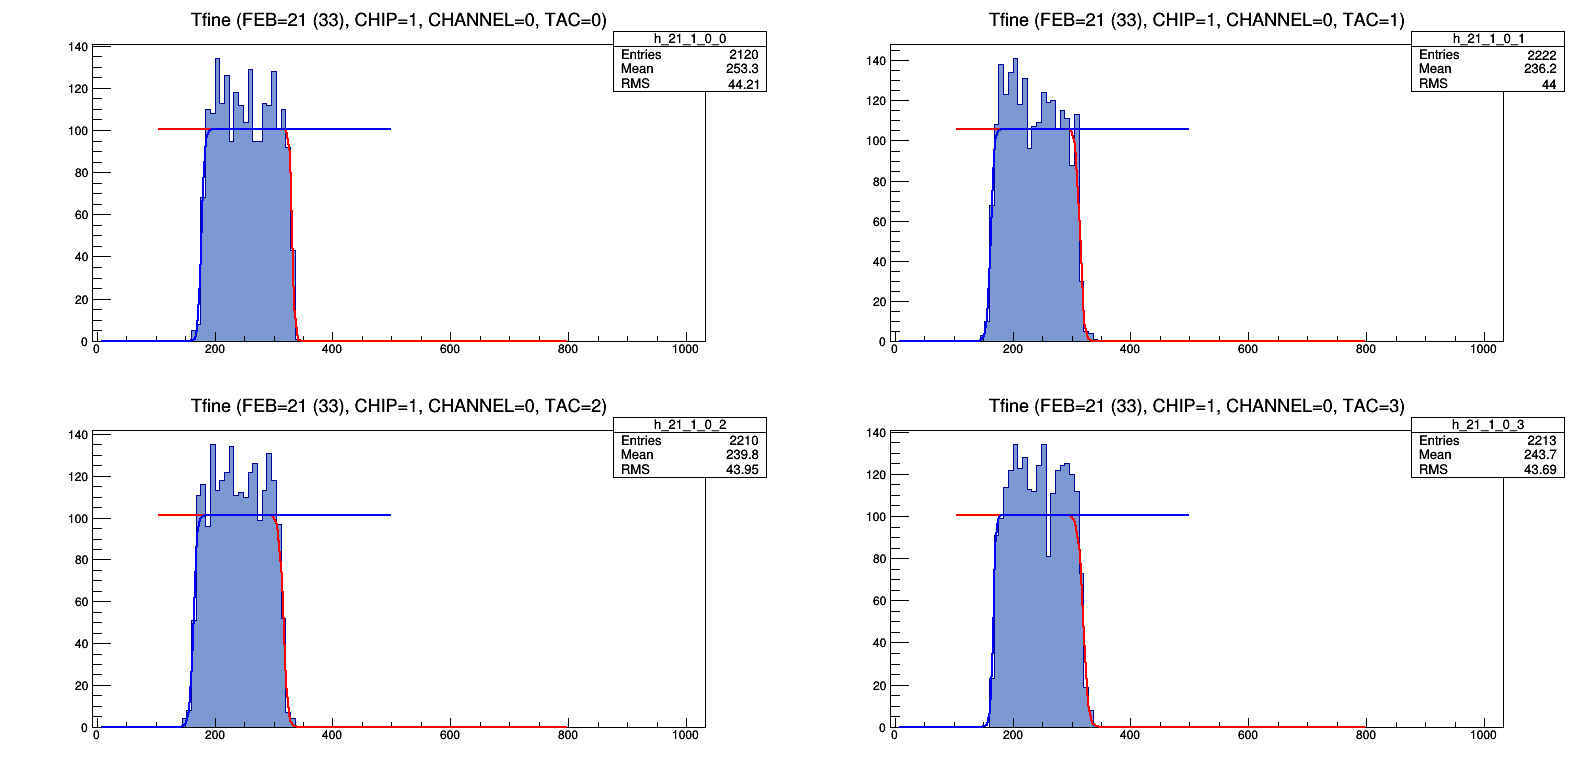 Tfine (FEB=21 (33), CHIP=1, CHANNEL=0, TAC=0)
h_21_1_0_0
Entries 2120
Mean 253.3
RMS 44.21
140
120
100
80
60
40
20
0
0 200 400 600 800 1000
Tfine (FEB=21 (33), CHIP=1, CHANNEL=0, TAC=1)
h_21_1_0_1
Entries 2222
Mean 236.2
RMS 44
140
120
100
80
60
40
20
0
0 200 400 600 800 1000
Tfine (FEB=21 (33), CHIP=1, CHANNEL=0, TAC=2)
h_21_1_0_2
Entries 2210
Mean 239.8
RMS 43.95
140
120
100
80
60
40
20
0
0 200 400 600 800 1000
Tfine (FEB=21 (33), CHIP=1, CHANNEL=0, TAC=3)
h_21_1_0_3
Entries 2213
Mean 243.7
RMS 43.69
140
120
100
80
60
40
20
0
0 200 400 600 800 1000